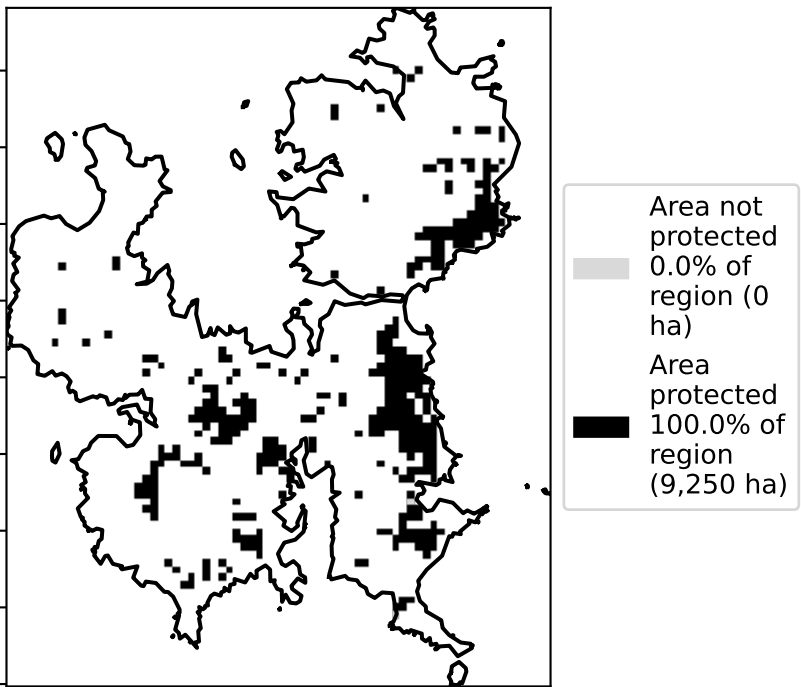 Area not
protected
0.0% of
region (0
ha)
Area
protected
100.0% of
region
(9,250 ha)